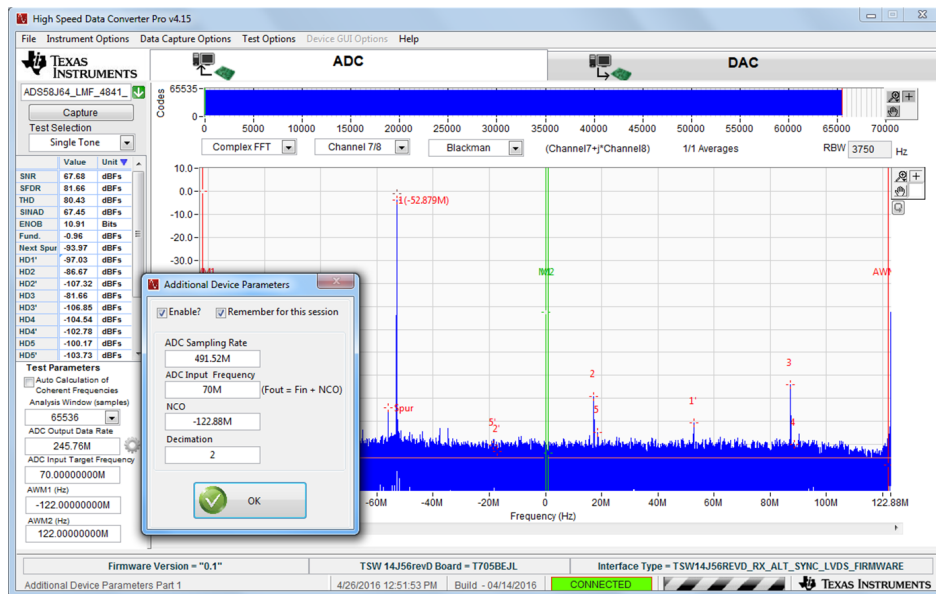 High Speed Data Converter Pro v4.15
File Instrument Options Data Capture Options Test Options Device GUI Options Help
TEXAS INSTRUMENTS
ADC
DAC
ADS58J64_LMF_4841_
Capture
Test Selection
Single Tone
Value Unit
SNR 67.68 dBFs
SFDR 81.66 dBFs
THD 80.43 dBFs
SINAD 67.45 dBFs
ENOB 10.91 Bits
Fund. -0.96 dBFs
Next Spur -93.97 dBFs
HD1' -97.03 dBFs
HD2 -86.67 dBFs
HD2' -107.32 dBFs
HD3 -81.66 dBFs
HD3' -106.85 dBFs
HD4 -104.54 dBFs
HD4' -102.78 dBFs
HD5 -100.17 dBFs
HD5' -103.73 dBFs
Test Parameters
Auto Calculation of
Coherent Frequencies
Analysis Window (samples)
65536
ADC Output Data Rate
245.76M
ADC Input Target Frequency
70.00000000M
AWM1 (Hz)
-122.00000000M
AWM2 (Hz)
122.00000000M
Codes
65535
0
0 5000 10000 15000 20000 25000 30000 35000 40000 45000 50000 55000 60000 65000 70000
Complex FFT Channel 7/8 Blackman (Channel7+j*Channel8) 1/1 Averages RBW 3750 Hz
10.0
0.0
-10.0
-20.0
-30.0
1(-52.879M)
2
3
Spur
5
1'
5'
2'
4
-60M -40M -20M 0 20M 40M 60M 80M 100M 122.88M
Frequency (Hz)
Additional Device Parameters
Enable? Remember for this session
ADC Sampling Rate
491.52M
ADC Input Frequency
70M (Fout = Fin + NCO)
NCO
-122.88M
Decimation
2
OK
Firmware Version = "0.1" TSW 14J56revD Board = T705BEJL Interface Type = TSW14J56REVD_RX_ALT_SYNC_LVDS_FIRMWARE
Additional Device Parameters Part 1 4/26/2016 12:51:53 PM Build - 04/14/2016 CONNECTED TEXAS INSTRUMENTS